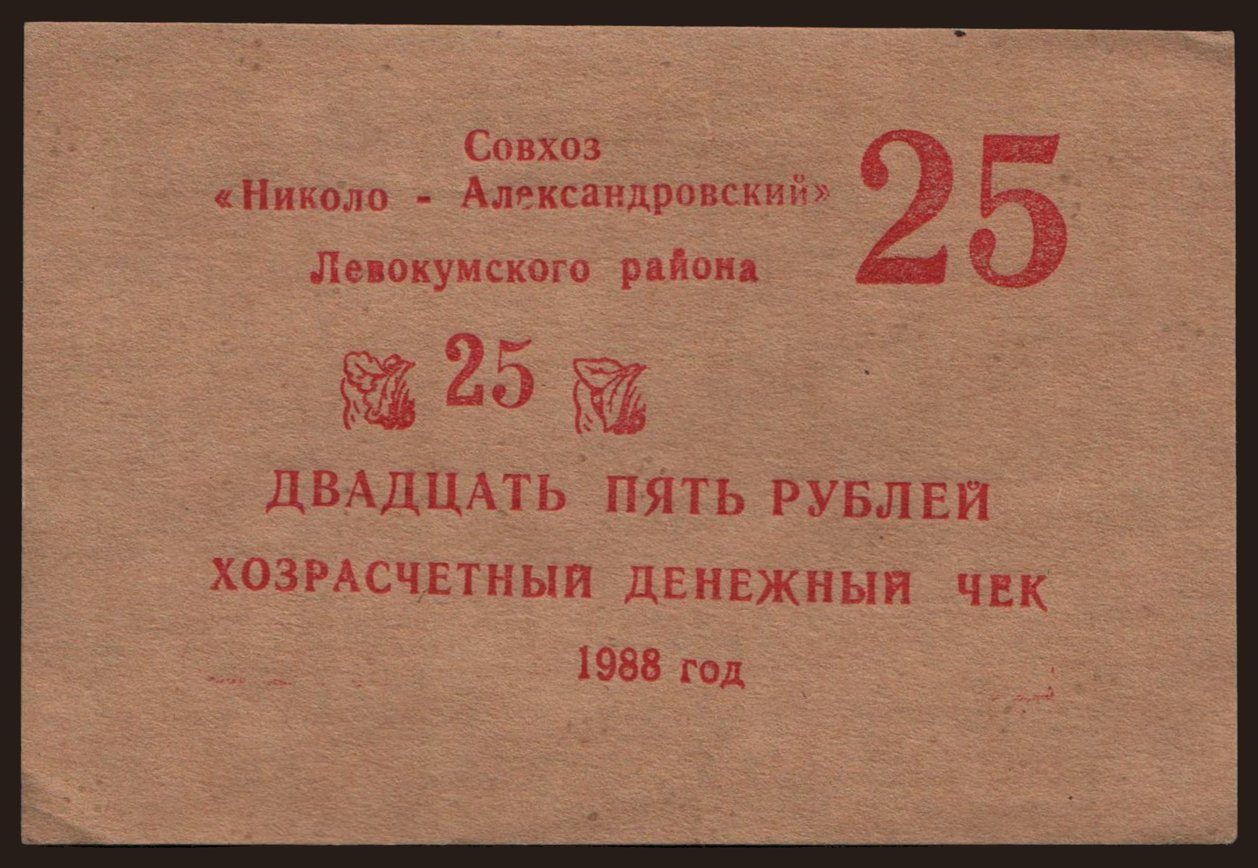 Совхоз
«Николо - Александровский»
25
Левокумского района
25
ДВАДЦАТЬ ПЯТЬ РУБЛЕЙ
ХОЗРАСЧЕТНЫЙ ДЕНЕЖНЫЙ ЧЕК
1988 год